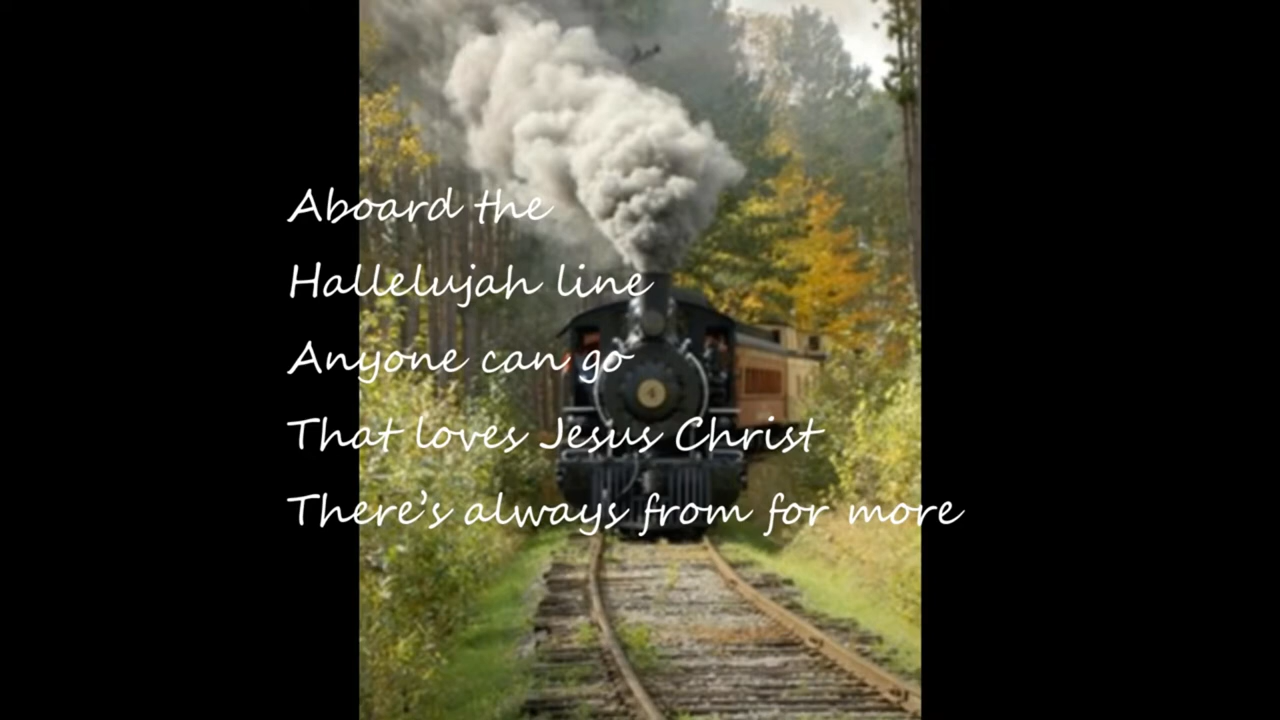 Aboard the
Hallelujah line
Anyone can go
That loves Jesus Christ
There's always from for more